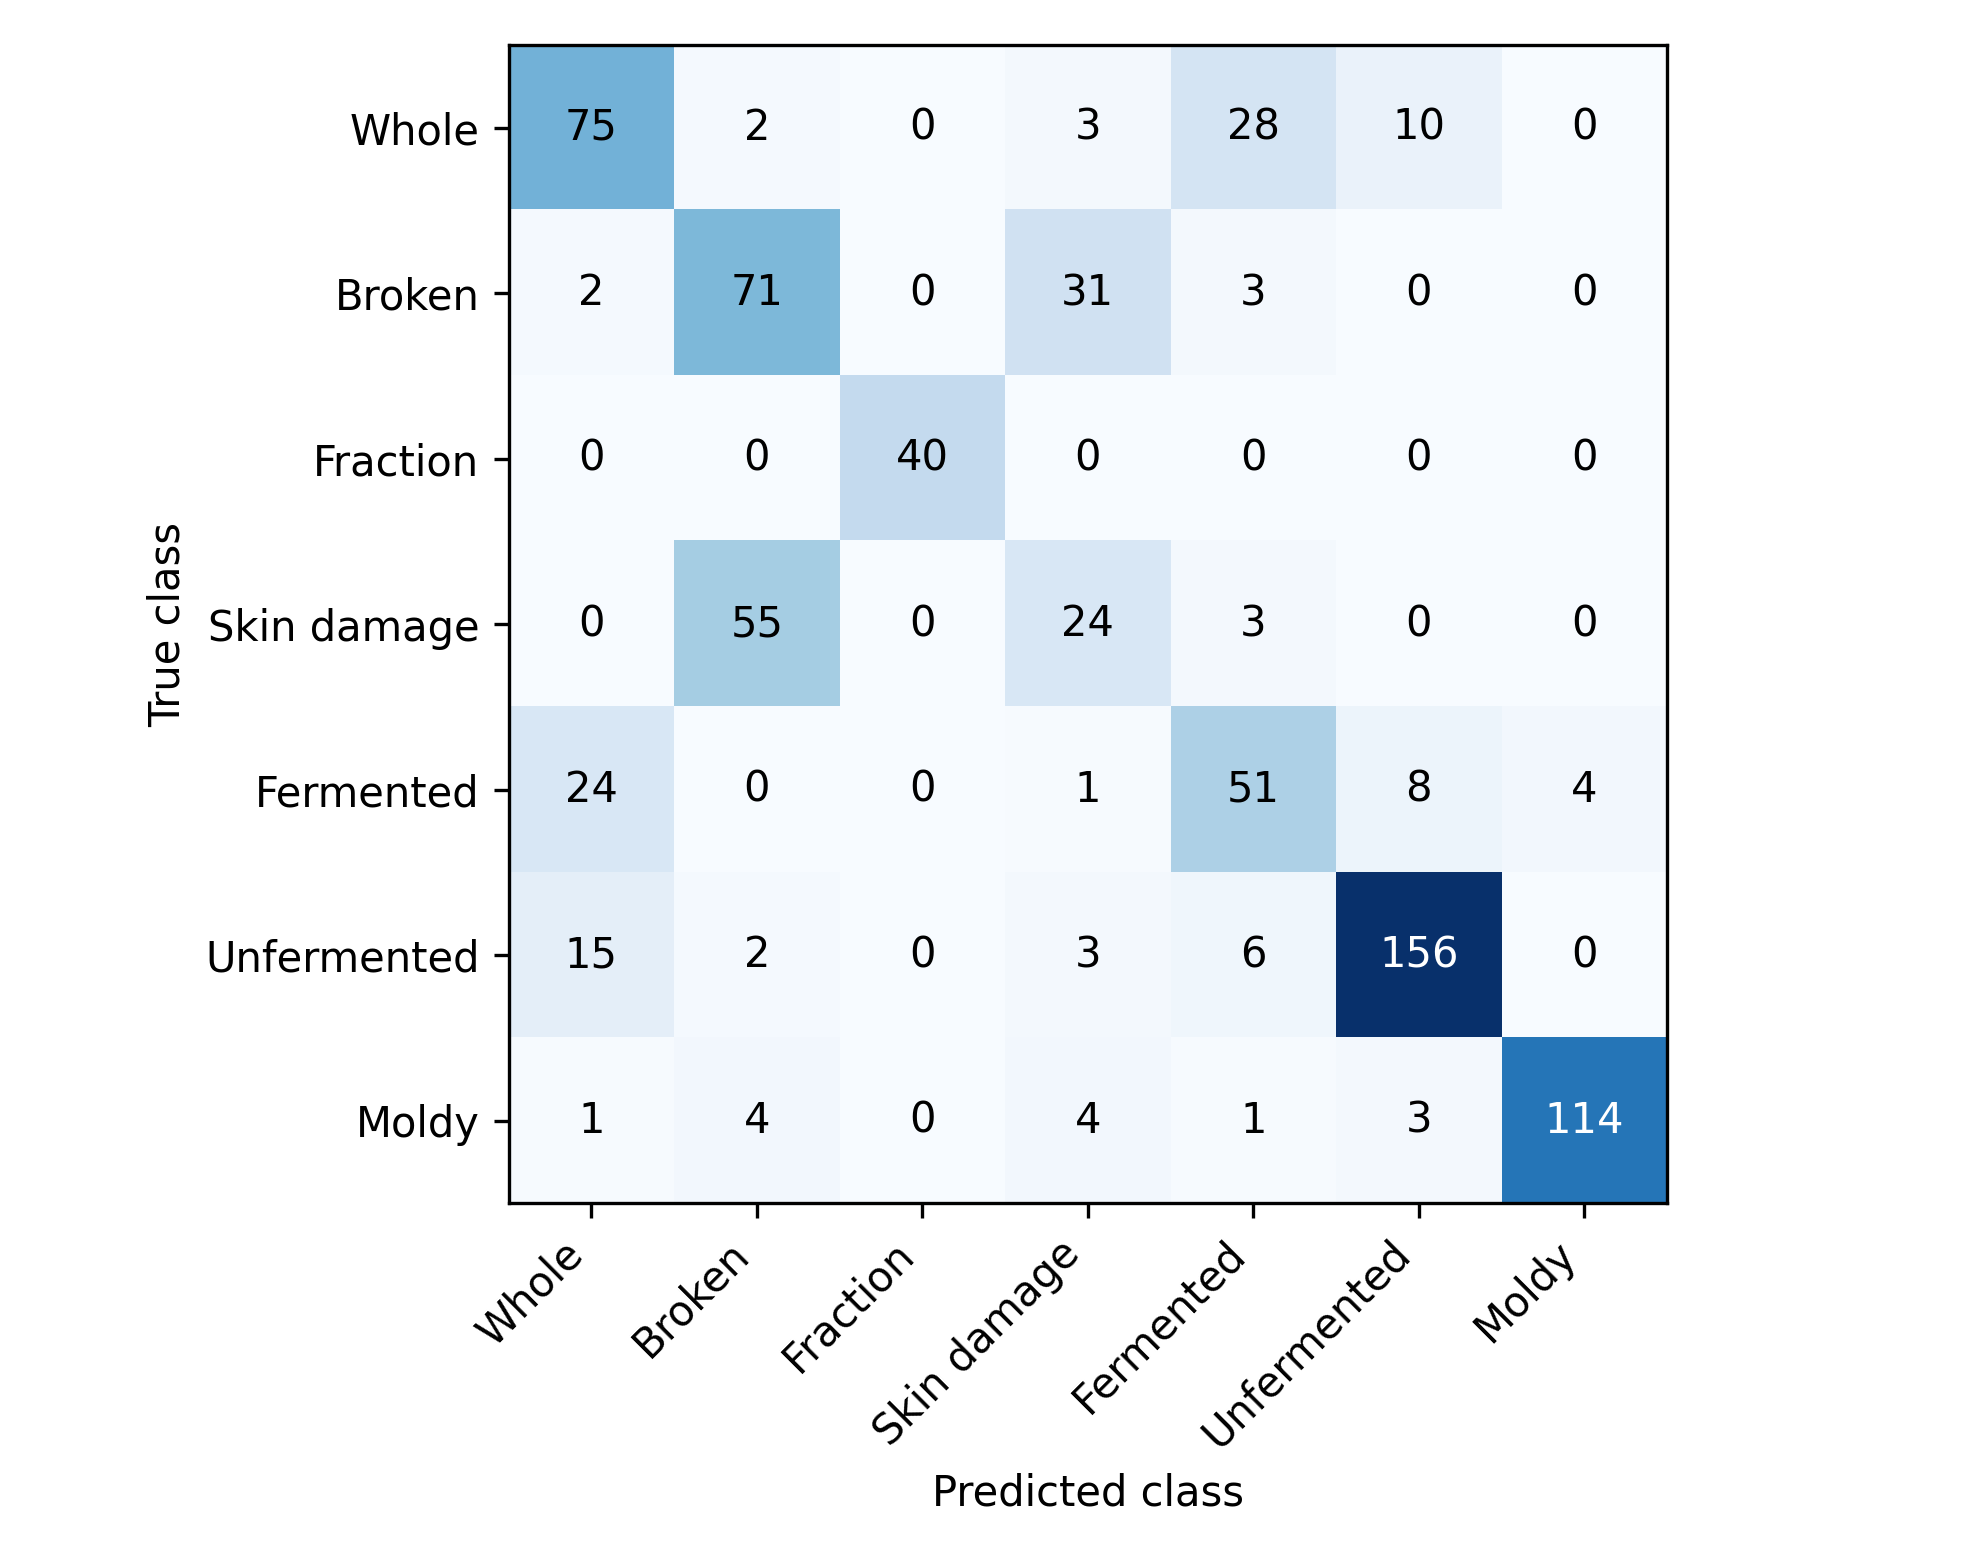 Whole 75 2 0 3 28 10 0
Broken 2 71 0 31 3 0 0
Fraction 0 0 40 0 0 0 0
Skin damage 0 55 0 24 3 0 0
Fermented 24 0 0 1 51 8 4
Unfermented 15 2 0 3 6 156 0
Moldy 1 4 0 4 1 3 114
True class
Whole Broken Fraction Skin damage Fermented Unfermented Moldy
Predicted class